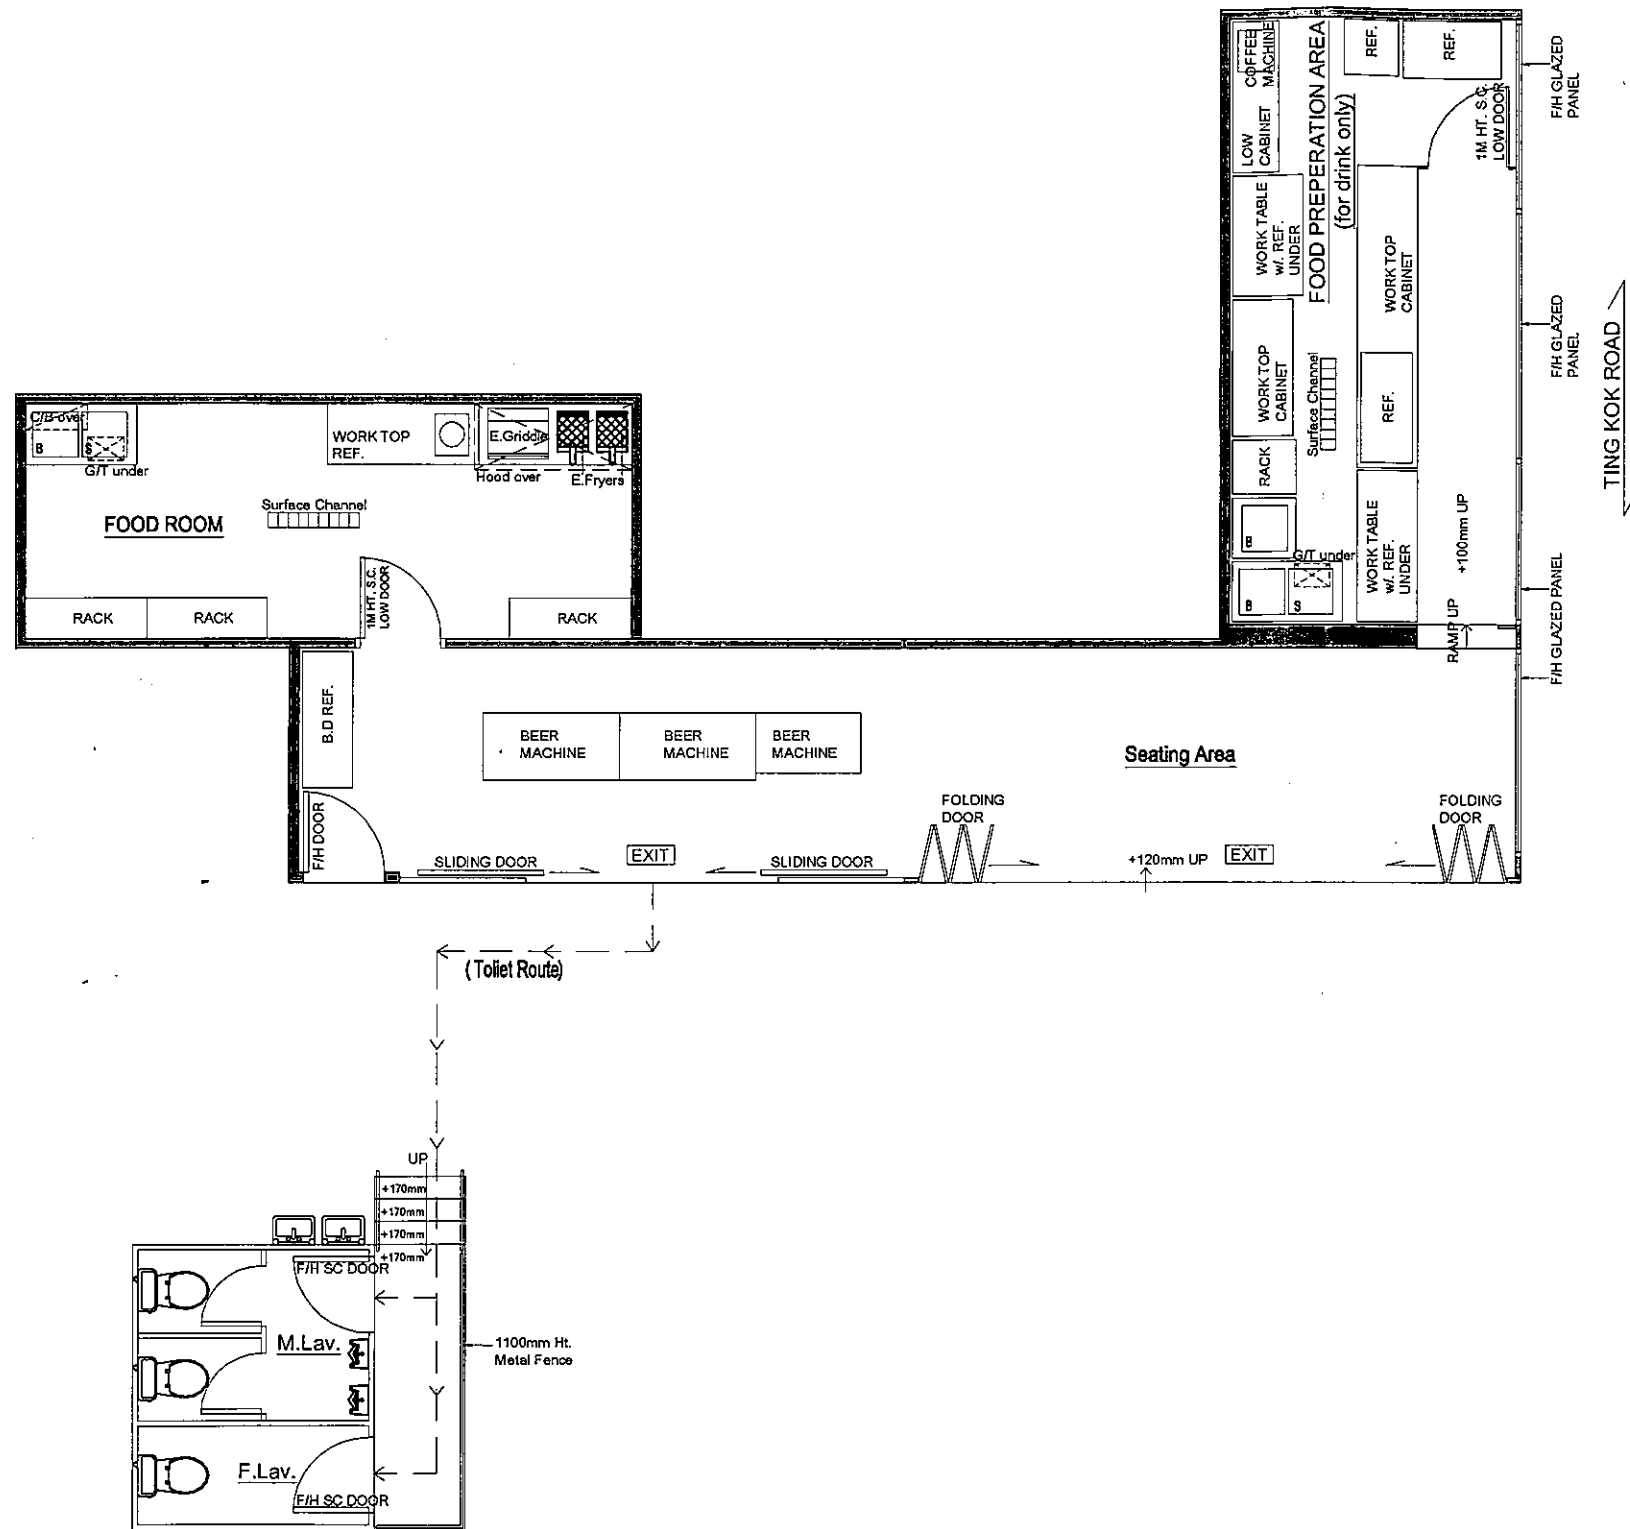 COFFEE
MACHINE
LOW
CABINET
FOOD PREPERATION AREA
(for drink only)
REF.
REF.
F/H GLAZED
PANEL
1M HT. S.C.
LOW DOOR
WORK TABLE
w/. REF.
UNDER
WORK TOP
CABINET
F/H GLAZED
PANEL
TING KOK ROAD
WORK TOP
CABINET
Surface Channel
REF.
RACK
B
G/T under
B
S
WORK TABLE
w/. REF.
UNDER
+100mm UP
RAMP UP
F/H GLAZED PANEL
C/B over
B
S
G/T under
WORK TOP
REF.
E.Griddle
Hood over
E.Fryers
Surface Channel
FOOD ROOM
1M HT. S.C.
LOW DOOR
RACK
RACK
RACK
B.D REF.
BEER
MACHINE
BEER
MACHINE
BEER
MACHINE
Seating Area
F/H DOOR
SLIDING DOOR
EXIT
SLIDING DOOR
FOLDING
DOOR
+120mm UP
EXIT
FOLDING
DOOR
( Toliet Route)
UP
+170mm
+170mm
+170mm
+170mm
F/H SC DOOR
M.Lav.
1100mm Ht.
Metal Fence
F.Lav.
F/H SC DOOR